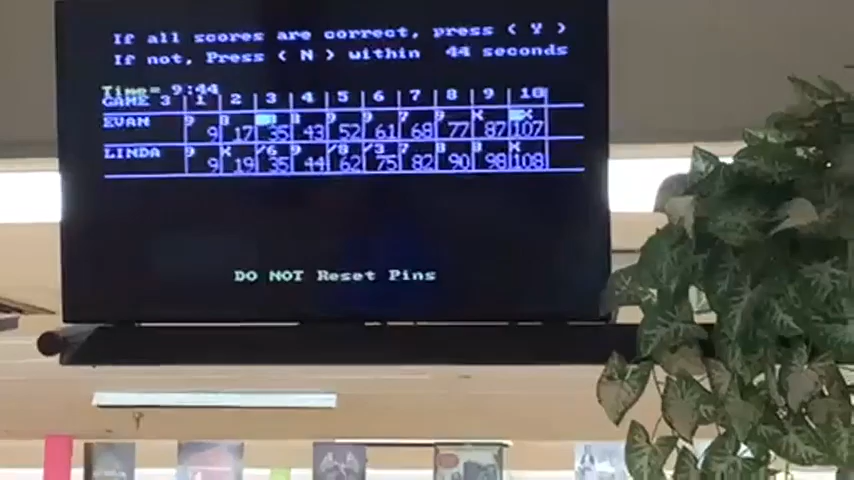 If all scores are correct, press < Y >
If not, Press < N > within 44 seconds
Time= 9:44
GAME 3 1 2 3 4 5 6 7 8 9 10
EVAN
9 17 35 43 52 61 68 77 87 107
LINDA
9 19 35 44 62 75 82 90 98 108
DO NOT Reset Pins